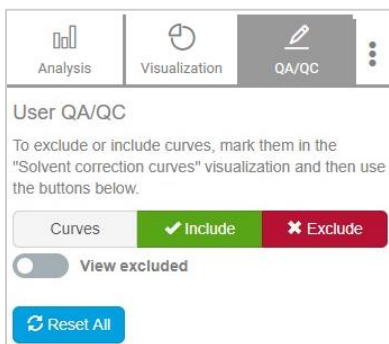 Analysis Visualization QA/QC
User QA/QC
To exclude or include curves, mark them in the
"Solvent correction curves" visualization and then use
the buttons below.
Curves Include Exclude
View excluded
Reset All